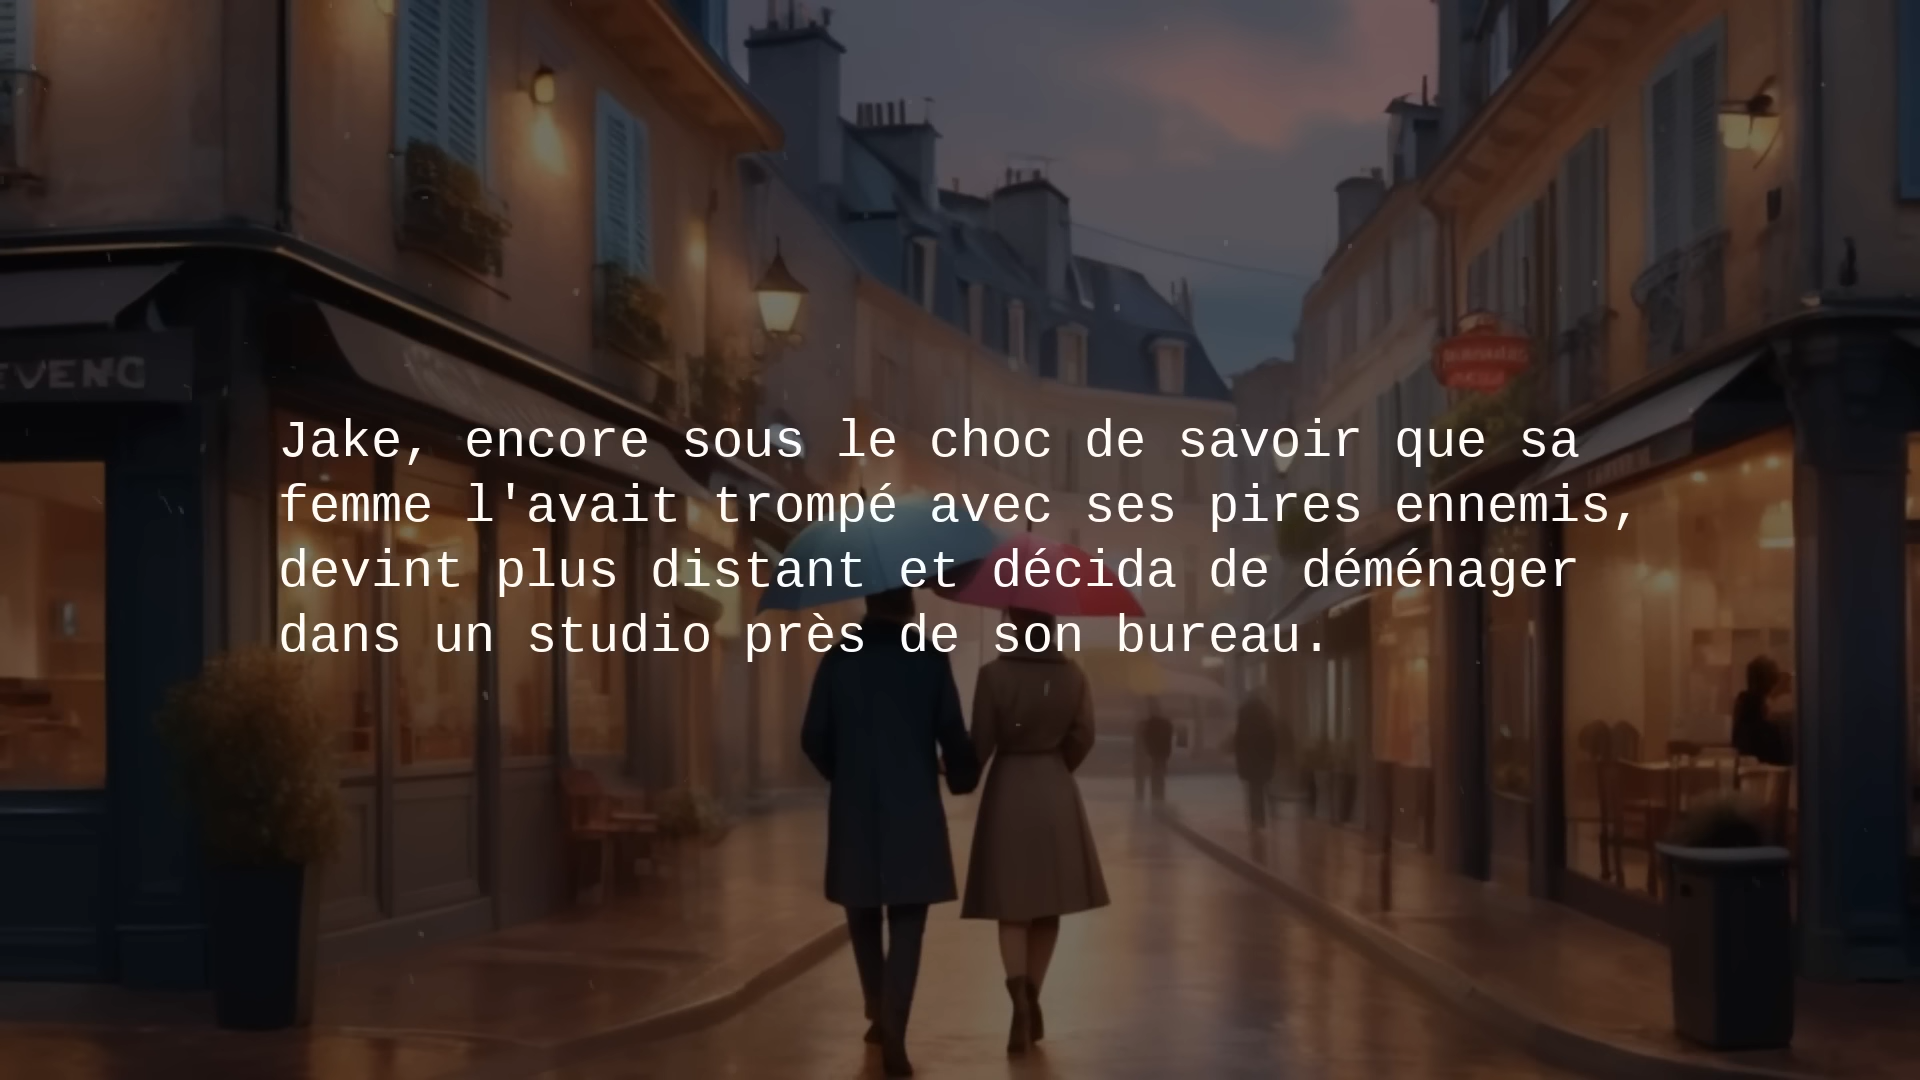 EVENG
Jake, encore sous le choc de savoir que sa
femme l'avait trompé avec ses pires ennemis,
devint plus distant et décida de déménager
dans un studio près de son bureau.